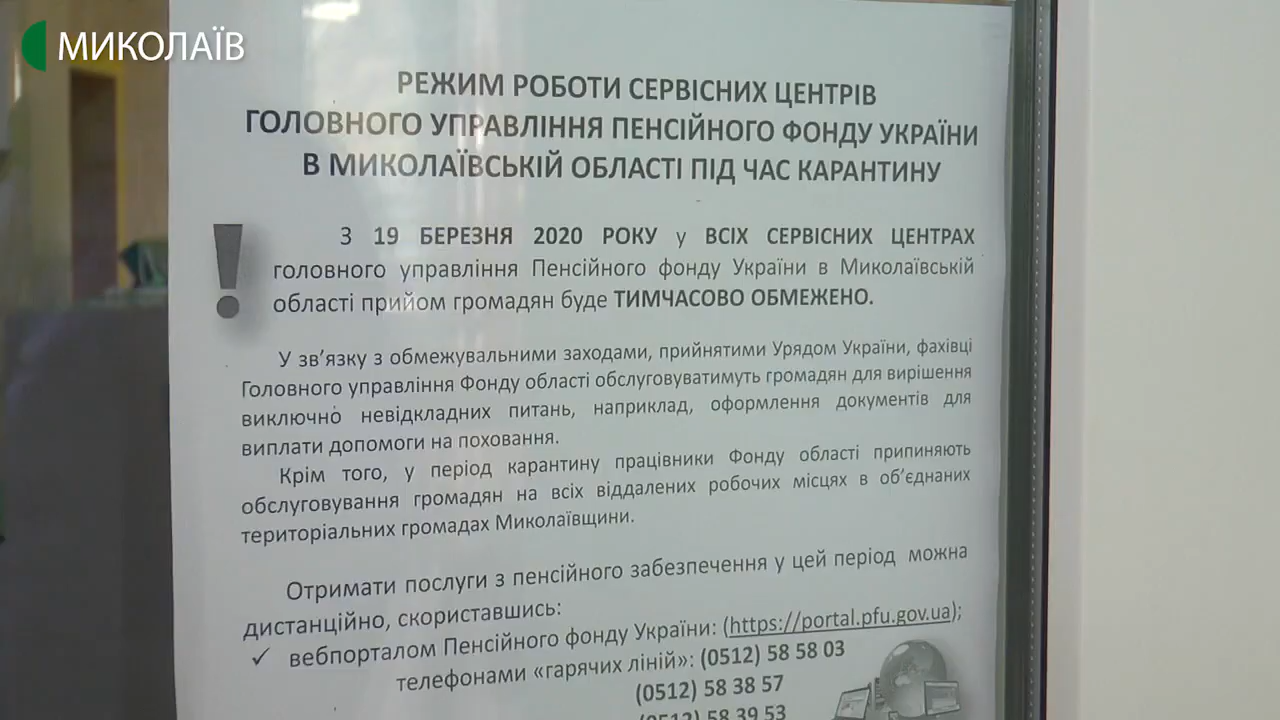 МИКОЛАЇВ
РЕЖИМ РОБОТИ СЕРВІСНИХ ЦЕНТРІВ
ГОЛОВНОГО УПРАВЛІННЯ ПЕНСІЙНОГО ФОНДУ УКРАЇНИ
В МИКОЛАЇВСЬКІЙ ОБЛАСТІ ПІД ЧАС КАРАНТИНУ
! З 19 БЕРЕЗНЯ 2020 РОКУ у ВСІХ СЕРВІСНИХ ЦЕНТРАХ
головного управління Пенсійного фонду України в Миколаївській
області прийом громадян буде ТИМЧАСОВО ОБМЕЖЕНО.
У зв’язку з обмежувальними заходами, прийнятими Урядом України, фахівці
Головного управління Фонду області обслуговуватимуть громадян для вирішення
виключно невідкладних питань, наприклад, оформлення документів для
виплати допомоги на поховання.
Крім того, у період карантину працівники Фонду області припиняють
обслуговування громадян на всіх віддалених робочих місцях в об’єднаних
територіальних громадах Миколаївщини.
Отримати послуги з пенсійного забезпечення у цей період можна
дистанційно, скориставшись:
✓ вебпорталом Пенсійного фонду України: (https://portal.pfu.gov.ua);
телефонами «гарячих ліній»: (0512) 58 58 03
(0512) 58 38 57
(0512) 58 39 53